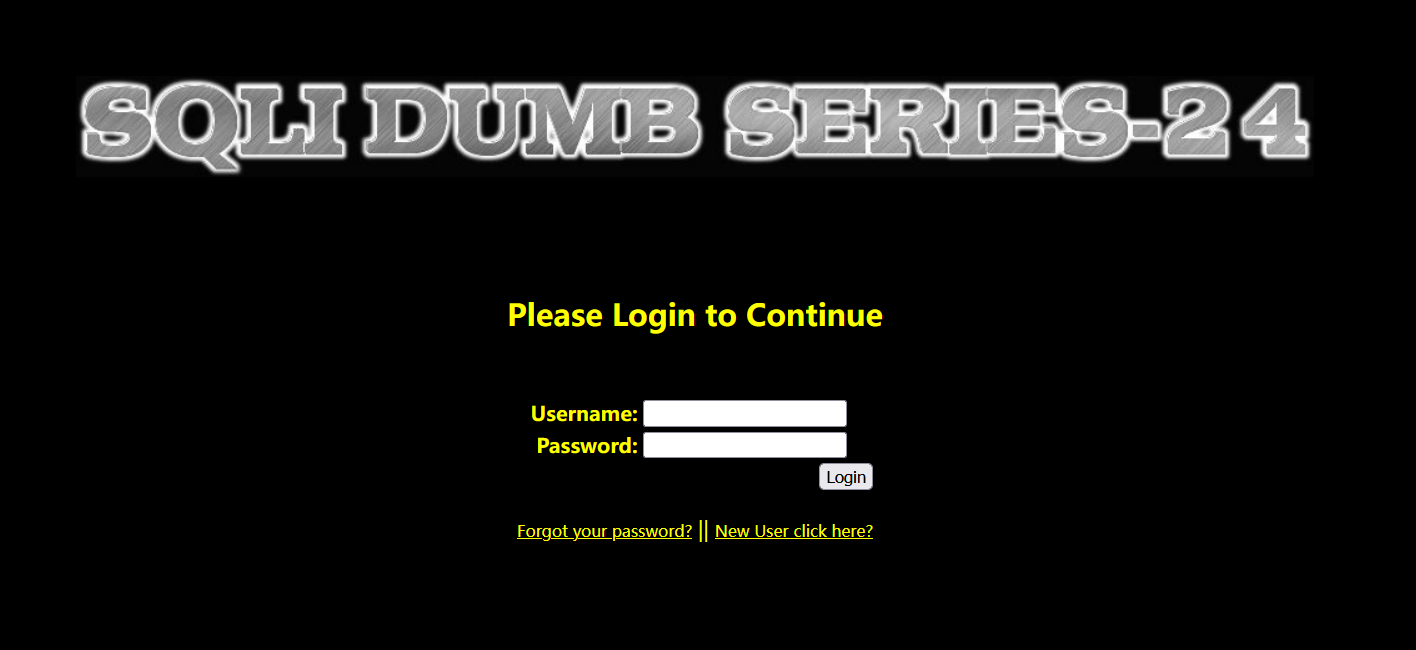 SQLI DUMB SERIES-24
Please Login to Continue
Username:
Password:
Login
Forgot your password? || New User click here?